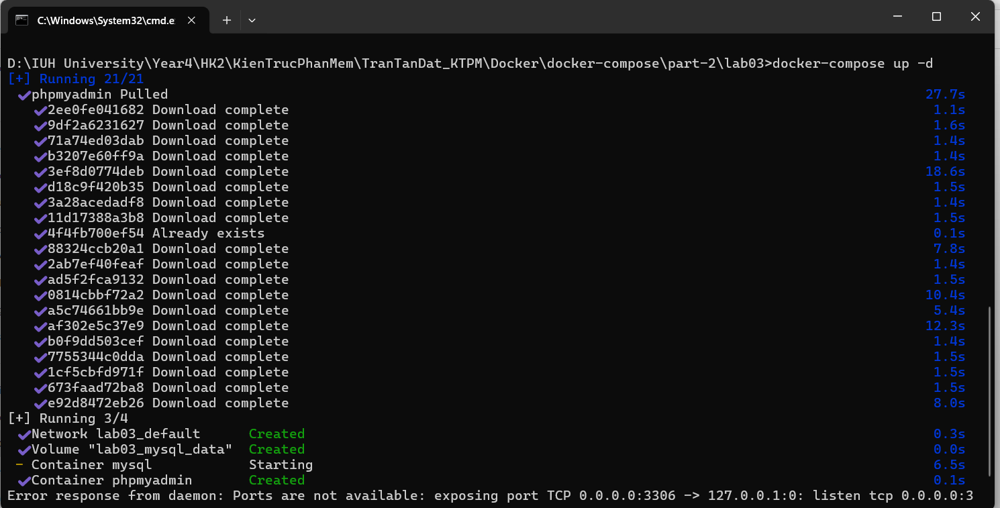 C:\Windows\System32\cmd.e
D:\IUH University\Year4\HK2\KienTrucPhanMem\TranTanDat_KTPM\Docker\docker-compose\part-2\lab03>docker-compose up -d
[+] Running 21/21
✔phpmyadmin Pulled 27.7s
✔2ee0fe041682 Download complete 1.1s
✔9df2a6231627 Download complete 1.6s
✔71a74ed03dab Download complete 1.4s
✔b3207e60ff9a Download complete 1.4s
✔3ef8d0774deb Download complete 18.6s
✔d18c9f420b35 Download complete 1.5s
✔3a28acedadf8 Download complete 1.4s
✔11d17388a3b8 Download complete 1.5s
✔4f4fb700ef54 Already exists 0.1s
✔88324ccb20a1 Download complete 7.8s
✔2ab7ef40feaf Download complete 1.4s
✔ad5f2fca9132 Download complete 1.5s
✔0814cbbf72a2 Download complete 10.4s
✔a5c74661bb9e Download complete 5.4s
✔af302e5c37e9 Download complete 12.3s
✔b0f9dd503cef Download complete 1.4s
✔7755344c0dda Download complete 1.5s
✔1cf5cbfd971f Download complete 1.5s
✔673faad72ba8 Download complete 1.5s
✔e92d8472eb26 Download complete 8.0s
[+] Running 3/4
✔Network lab03_default Created 0.3s
✔Volume "lab03_mysql_data" Created 0.0s
- Container mysql Starting 6.5s
✔Container phpmyadmin Created 0.1s
Error response from daemon: Ports are not available: exposing port TCP 0.0.0.0:3306 -> 127.0.0.1:0: listen tcp 0.0.0.0:3